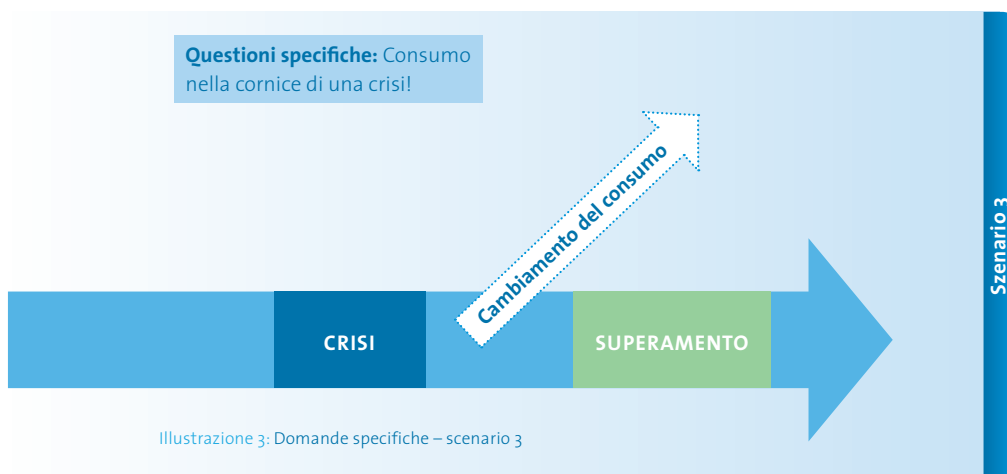 Questioni specifiche: Consumo
nella cornice di una crisi!
Cambiamento del consumo
CRISI
SUPERAMENTO
Illustrazione 3: Domande specifiche – scenario 3
Szenario 3